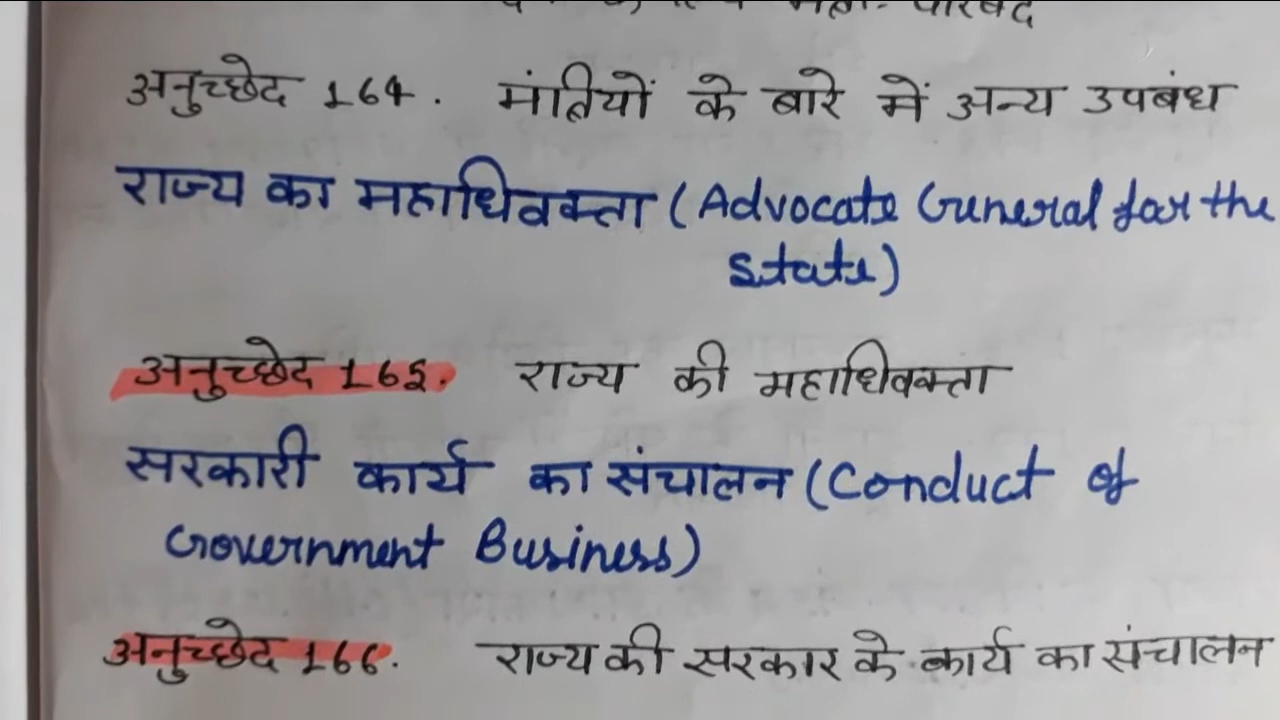 अनुच्छेद 164. मंत्रियों के बारे में अन्य उपबंध
राज्य का महाधिवक्ता (Advocate General for the
State)
अनुच्छेद 165. राज्य की महाधिवक्ता
सरकारी कार्य का संचालन (Conduct of
Government Business)
अनुच्छेद 166. राज्य की सरकार के कार्य का संचालन